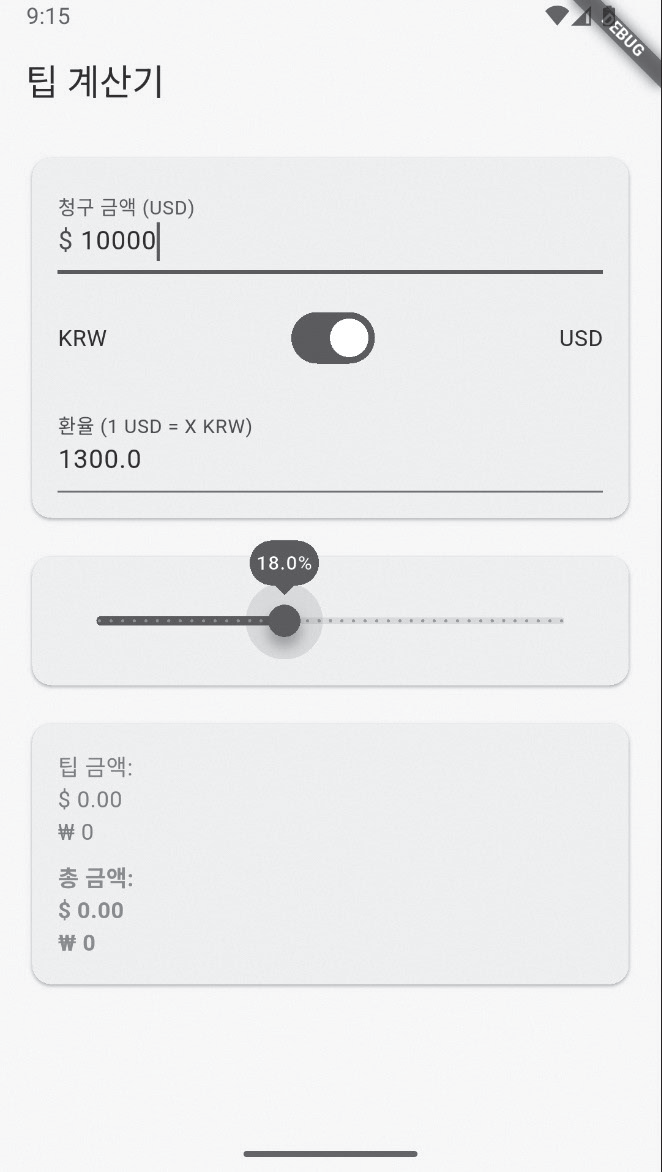 9:15
DEBUG
팁 계산기
청구 금액 (USD)
$ 10000
KRW USD
환율 (1 USD = X KRW)
1300.0
18.0%
팁 금액:
$ 0.00
₩ 0
총 금액:
$ 0.00
₩ 0